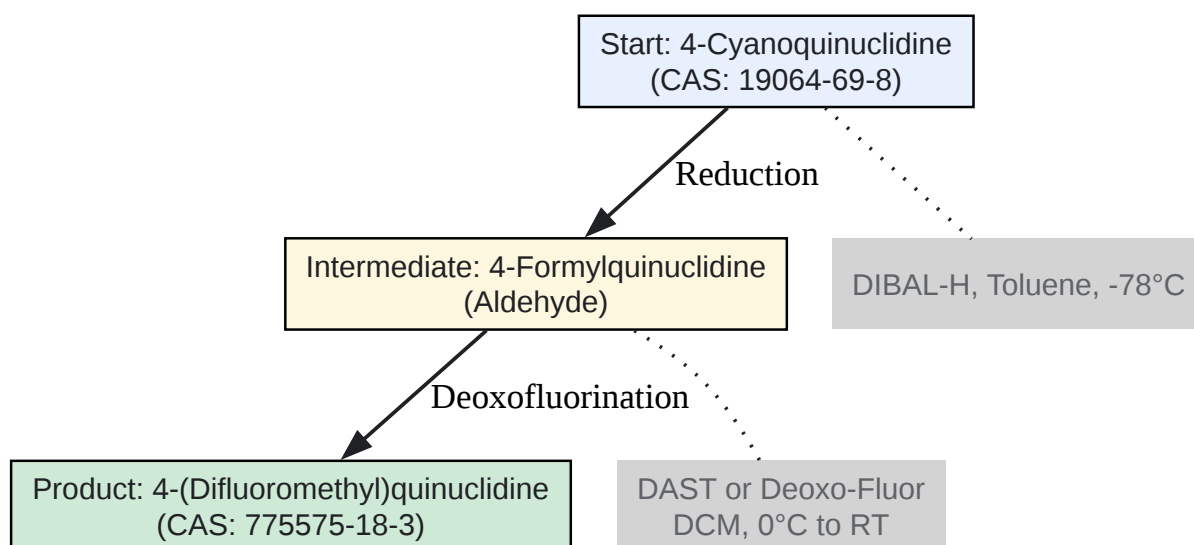 Start: 4-Cyanoquinuclidine
(CAS: 19064-69-8)
Reduction
Intermediate: 4-Formylquinuclidine
(Aldehyde)
DIBAL-H, Toluene, -78°C
Deoxofluorination
Product: 4-(Difluoromethyl)quinuclidine
(CAS: 775575-18-3)
DAST or Deoxo-Fluor
DCM, 0°C to RT